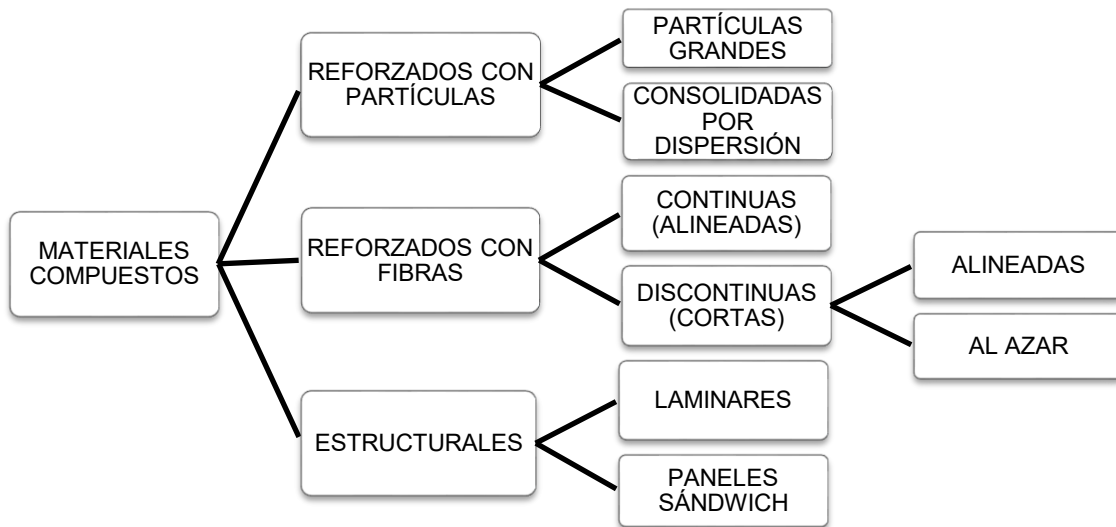 MATERIALES
COMPUESTOS
REFORZADOS CON
PARTÍCULAS
PARTÍCULAS
GRANDES
CONSOLIDADAS
POR
DISPERSIÓN
REFORZADOS CON
FIBRAS
CONTINUAS
(ALINEADAS)
DISCONTINUAS
(CORTAS)
ALINEADAS
AL AZAR
ESTRUCTURALES
LAMINARES
PANELES
SÁNDWICH